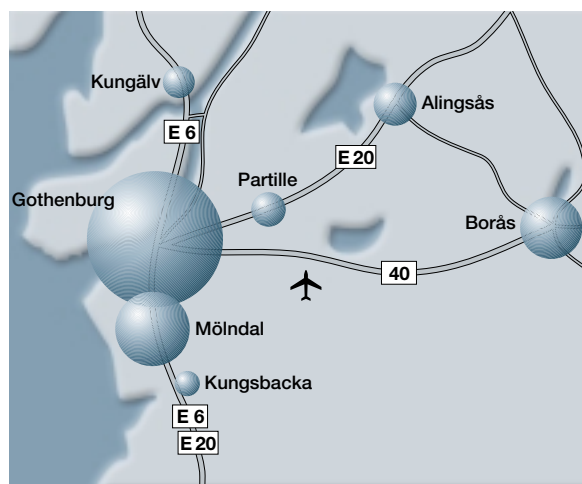 Kungälv
Alingsås
E 6
E 20
Partille
Gothenburg
Borås
40
Mölndal
Kungsbacka
E 6
E 20